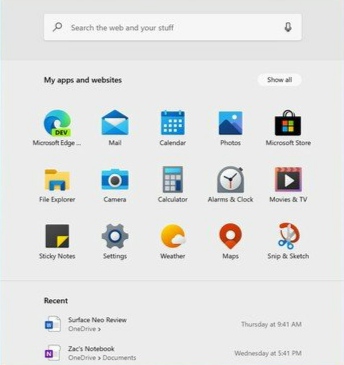 Search the web and your stuff
My apps and websites
Show all
DEV
Microsoft Edge ...
Mail
Calendar
Photos
Microsoft Store
File Explorer
Camera
Calculator
Alarms & Clock
Movies & TV
Sticky Notes
Settings
Weather
Maps
Snip & Sketch
Recent
W
Surface Neo Review
OneDrive >
Thursday at 9:41 AM
N
Zac's Notebook
OneDrive > Documents
Wednesday at 5:41 PM